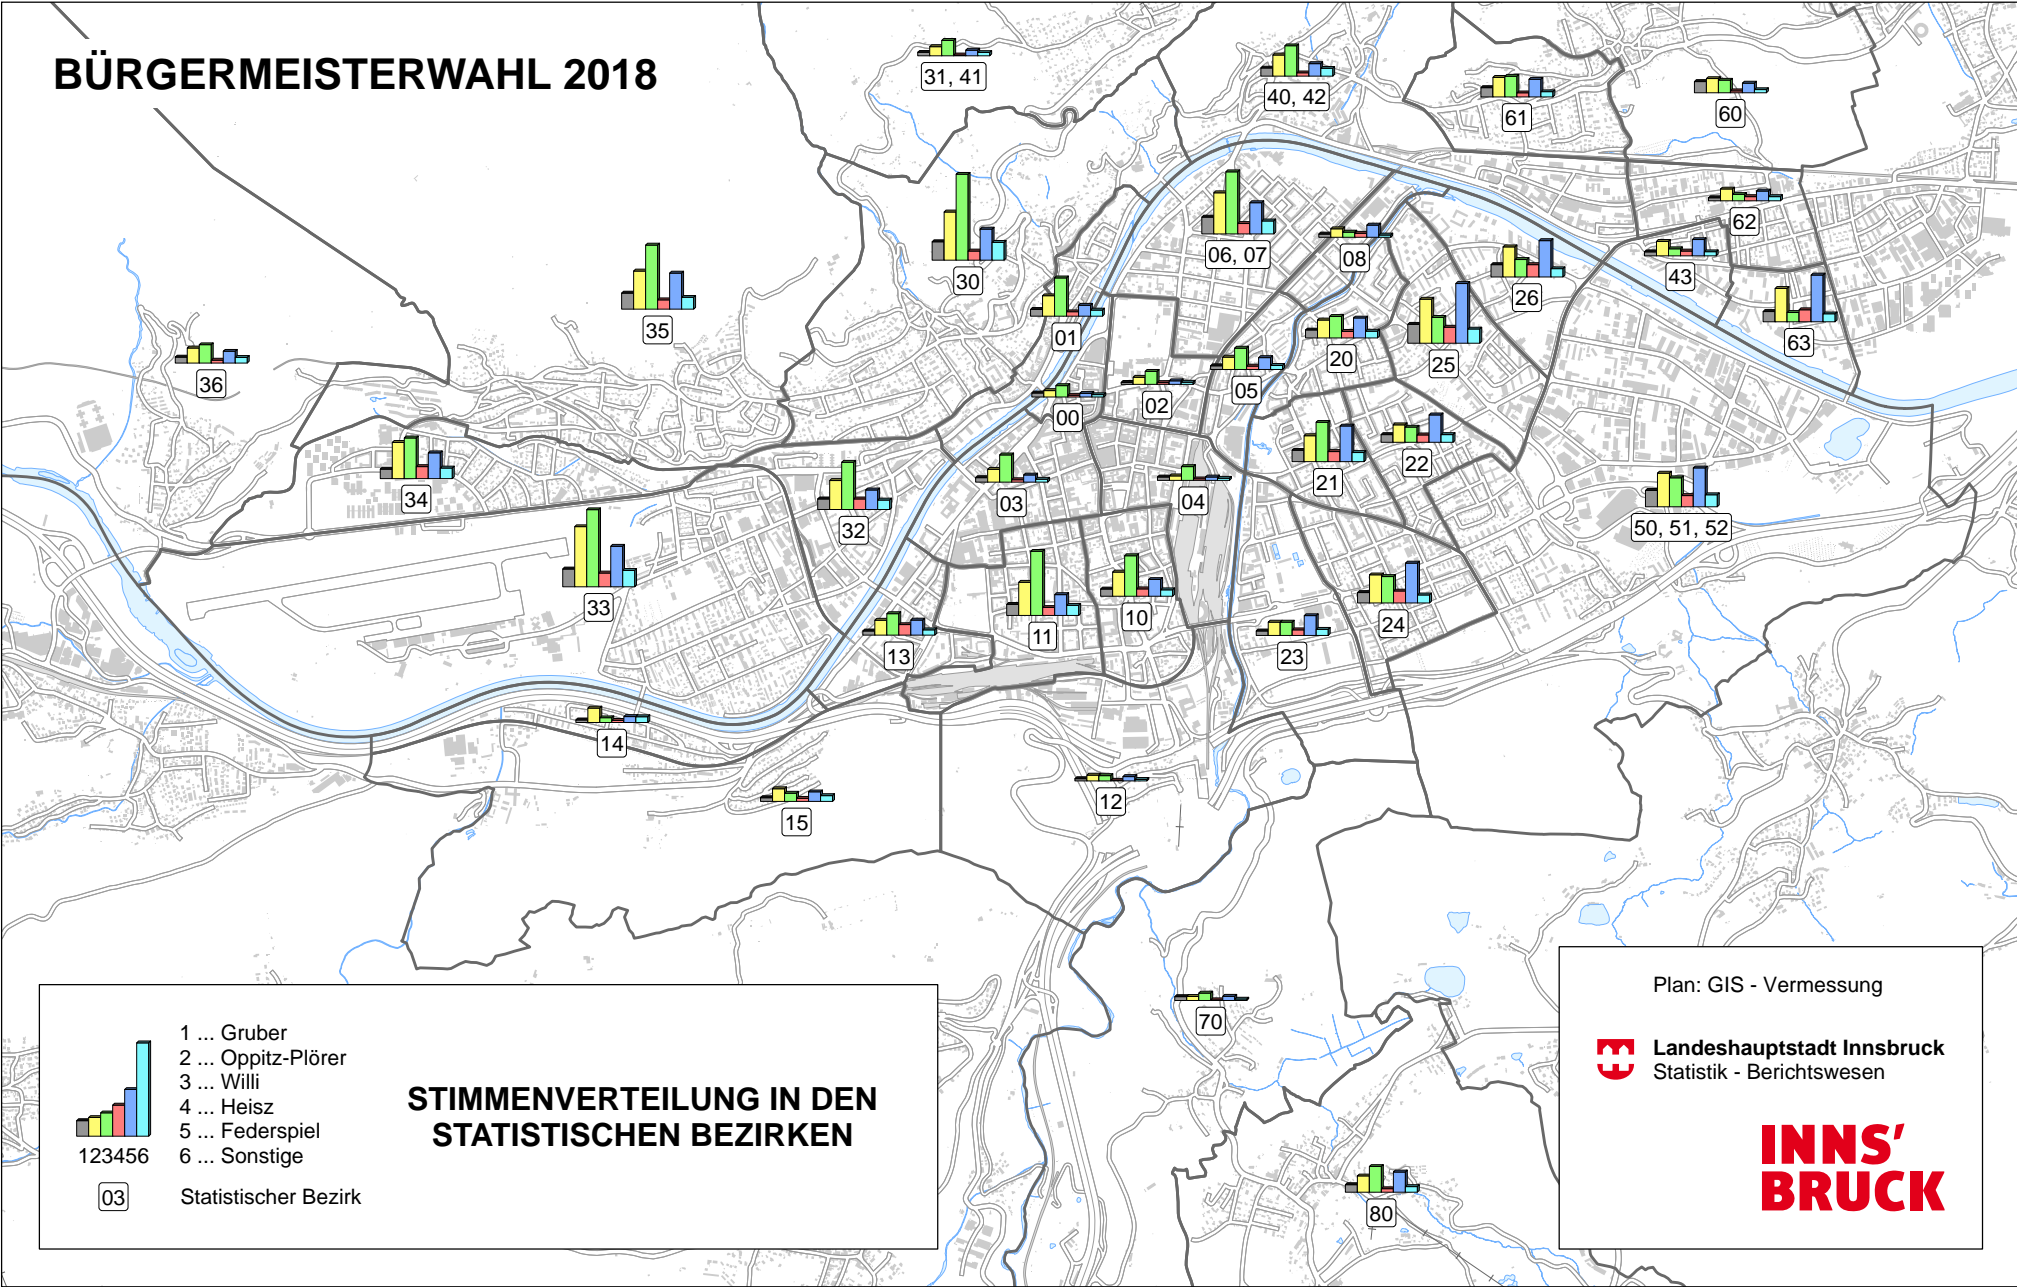 BÜRGERMEISTERWAHL 2018
31, 41
40, 42
61
60
62
06, 07
08
43
30
26
63
35
01
20
25
36
05
02
00
22
21
34
03
04
32
50, 51, 52
33
11
10
24
13
23
14
12
15
70
80
1 ... Gruber
2 ... Oppitz-Plörer
3 ... Willi
4 ... Heisz
5 ... Federspiel
6 ... Sonstige
123456
03
Statistischer Bezirk
STIMMENVERTEILUNG IN DEN
STATISTISCHEN BEZIRKEN
Plan: GIS - Vermessung
Landeshauptstadt Innsbruck
Statistik - Berichtswesen
INNS'
BRUCK